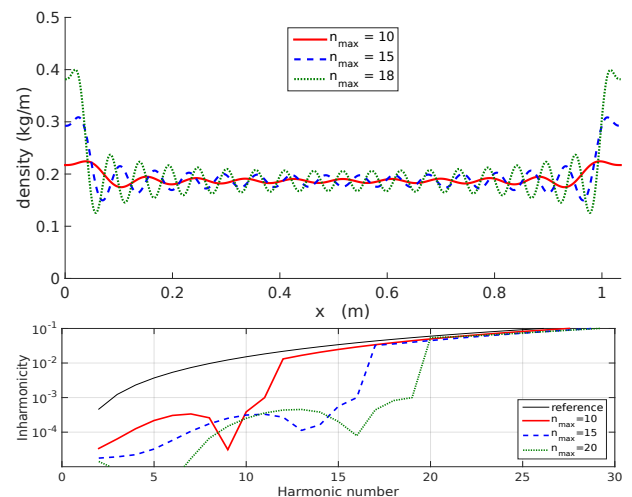 0.5
0.4
0.3
0.2
0.1
0
density (kg/m)
n_max = 10
n_max = 15
n_max = 18
0 0.2 0.4 0.6 0.8 1
x (m)
10^-1
10^-2
10^-3
10^-4
Inharmonicity
reference
n_max=10
n_max=15
n_max=20
0 5 10 15 20 25 30
Harmonic number